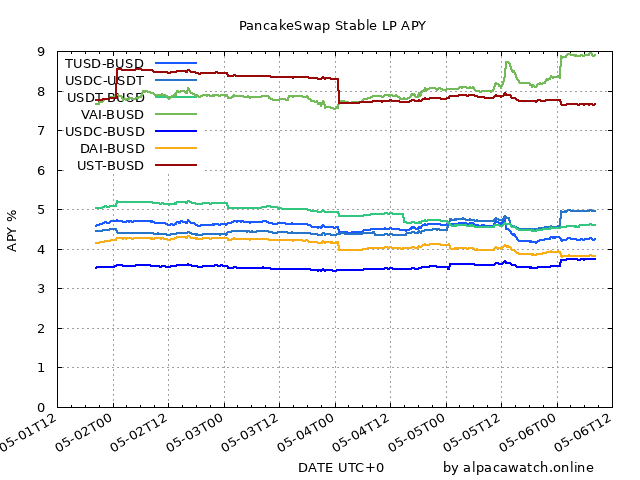 PancakeSwap Stable LP APY
APY %
9
8
7
6
5
4
3
2
1
0
TUSD-BUSD
USDC-USDT
USDT-BUSD
VAI-BUSD
USDC-BUSD
DAI-BUSD
UST-BUSD
05-01T12
05-02T00
05-02T12
05-03T00
05-03T12
05-04T00
05-04T12
05-05T00
05-05T12
05-06T00
05-06T12
DATE UTC+0
by alpacawatch.online